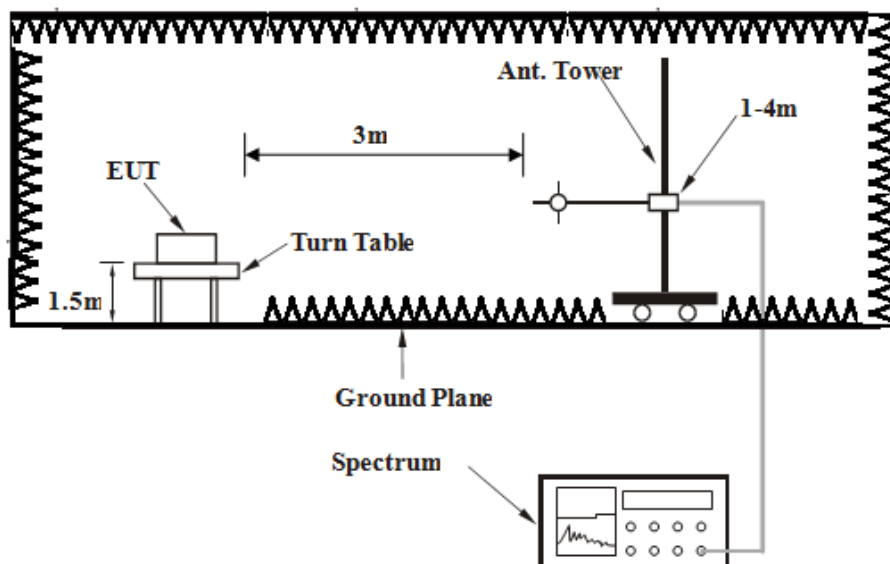 Ant. Tower
1-4m
3m
EUT
Turn Table
1.5m
Ground Plane
Spectrum